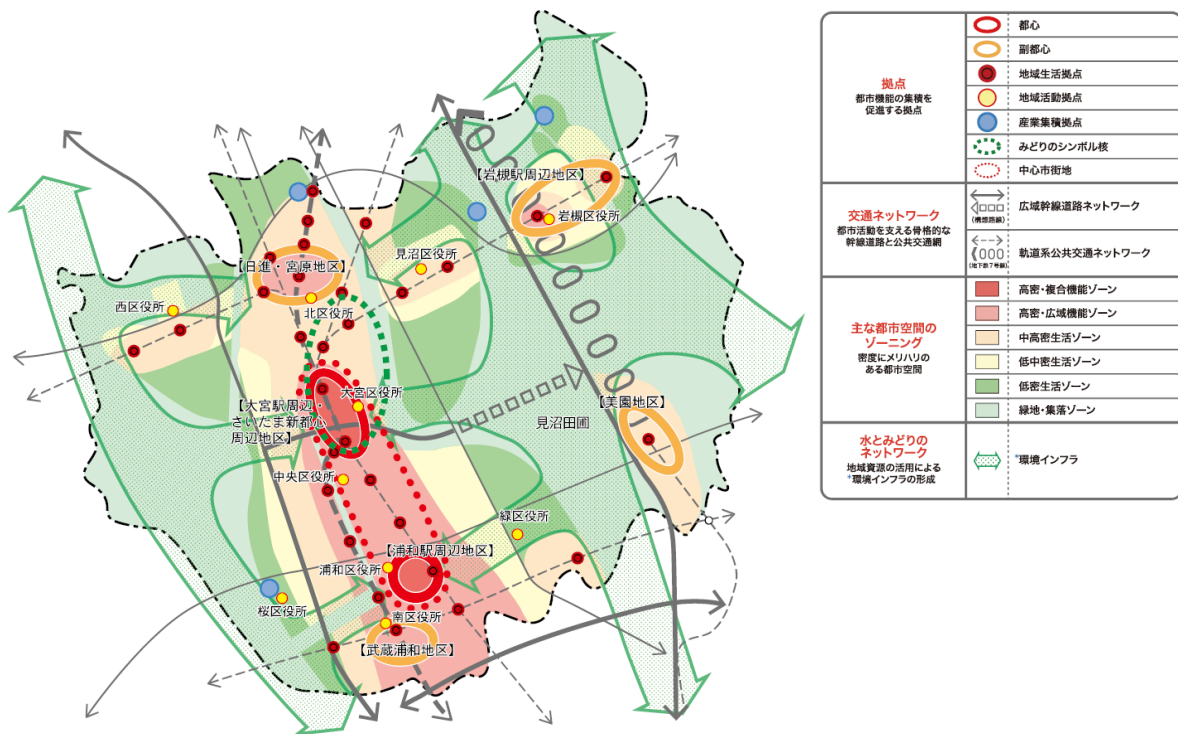 【岩槻駅周辺地区】
岩槻区役所
見沼区役所
【日進・宮原地区】
西区役所
北区役所
大宮区役所
【大宮駅周辺・
さいたま新都心
周辺地区】
【美園地区】
見沼田圃
中央区役所
緑区役所
【浦和駅周辺地区】
浦和区役所
桜区役所
南区役所
【武蔵浦和地区】
拠点
都市機能の集積を
促進する拠点
都心
副都心
地域生活拠点
地域活動拠点
産業集積拠点
みどりのシンボル核
中心市街地
交通ネットワーク
都市活動を支える骨格的な
幹線道路と公共交通網
(構想路線)
広域幹線道路ネットワーク
(地下鉄7号線)
軌道系公共交通ネットワーク
主な都市空間の
ゾーニング
密度にメリハリの
ある都市空間
高密・複合機能ゾーン
高密・広域機能ゾーン
中高密生活ゾーン
低中密生活ゾーン
低密生活ゾーン
緑地・集落ゾーン
水とみどりの
ネットワーク
地域資源の活用による
*環境インフラの形成
*環境インフラ